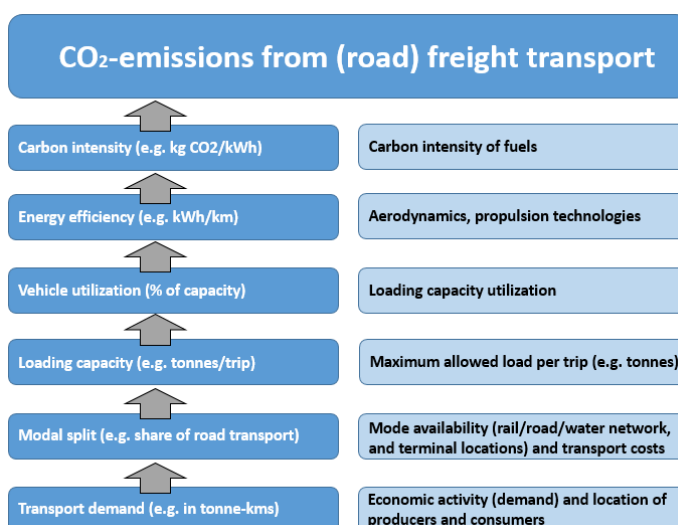 CO₂-emissions from (road) freight transport
Carbon intensity (e.g. kg CO2/kWh)
Carbon intensity of fuels
Energy efficiency (e.g. kWh/km)
Aerodynamics, propulsion technologies
Vehicle utilization (% of capacity)
Loading capacity utilization
Loading capacity (e.g. tonnes/trip)
Maximum allowed load per trip (e.g. tonnes)
Modal split (e.g. share of road transport)
Mode availability (rail/road/water network,
and terminal locations) and transport costs
Transport demand (e.g. in tonne-kms)
Economic activity (demand) and location of
producers and consumers